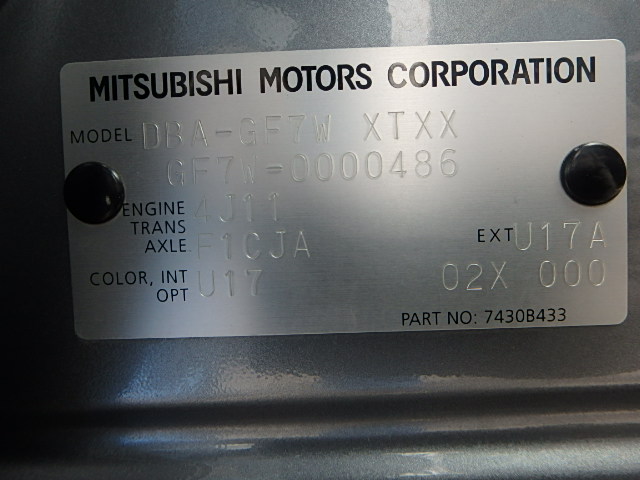 MITSUBISHI MOTORS CORPORATION
MODEL DBA-GF7W XTXX
GF7W-0000486
ENGINE 4J11
TRANS AXLE F1CJA EXT U17A
COLOR, INT OPT U17 02X 000
PART NO: 7430B433